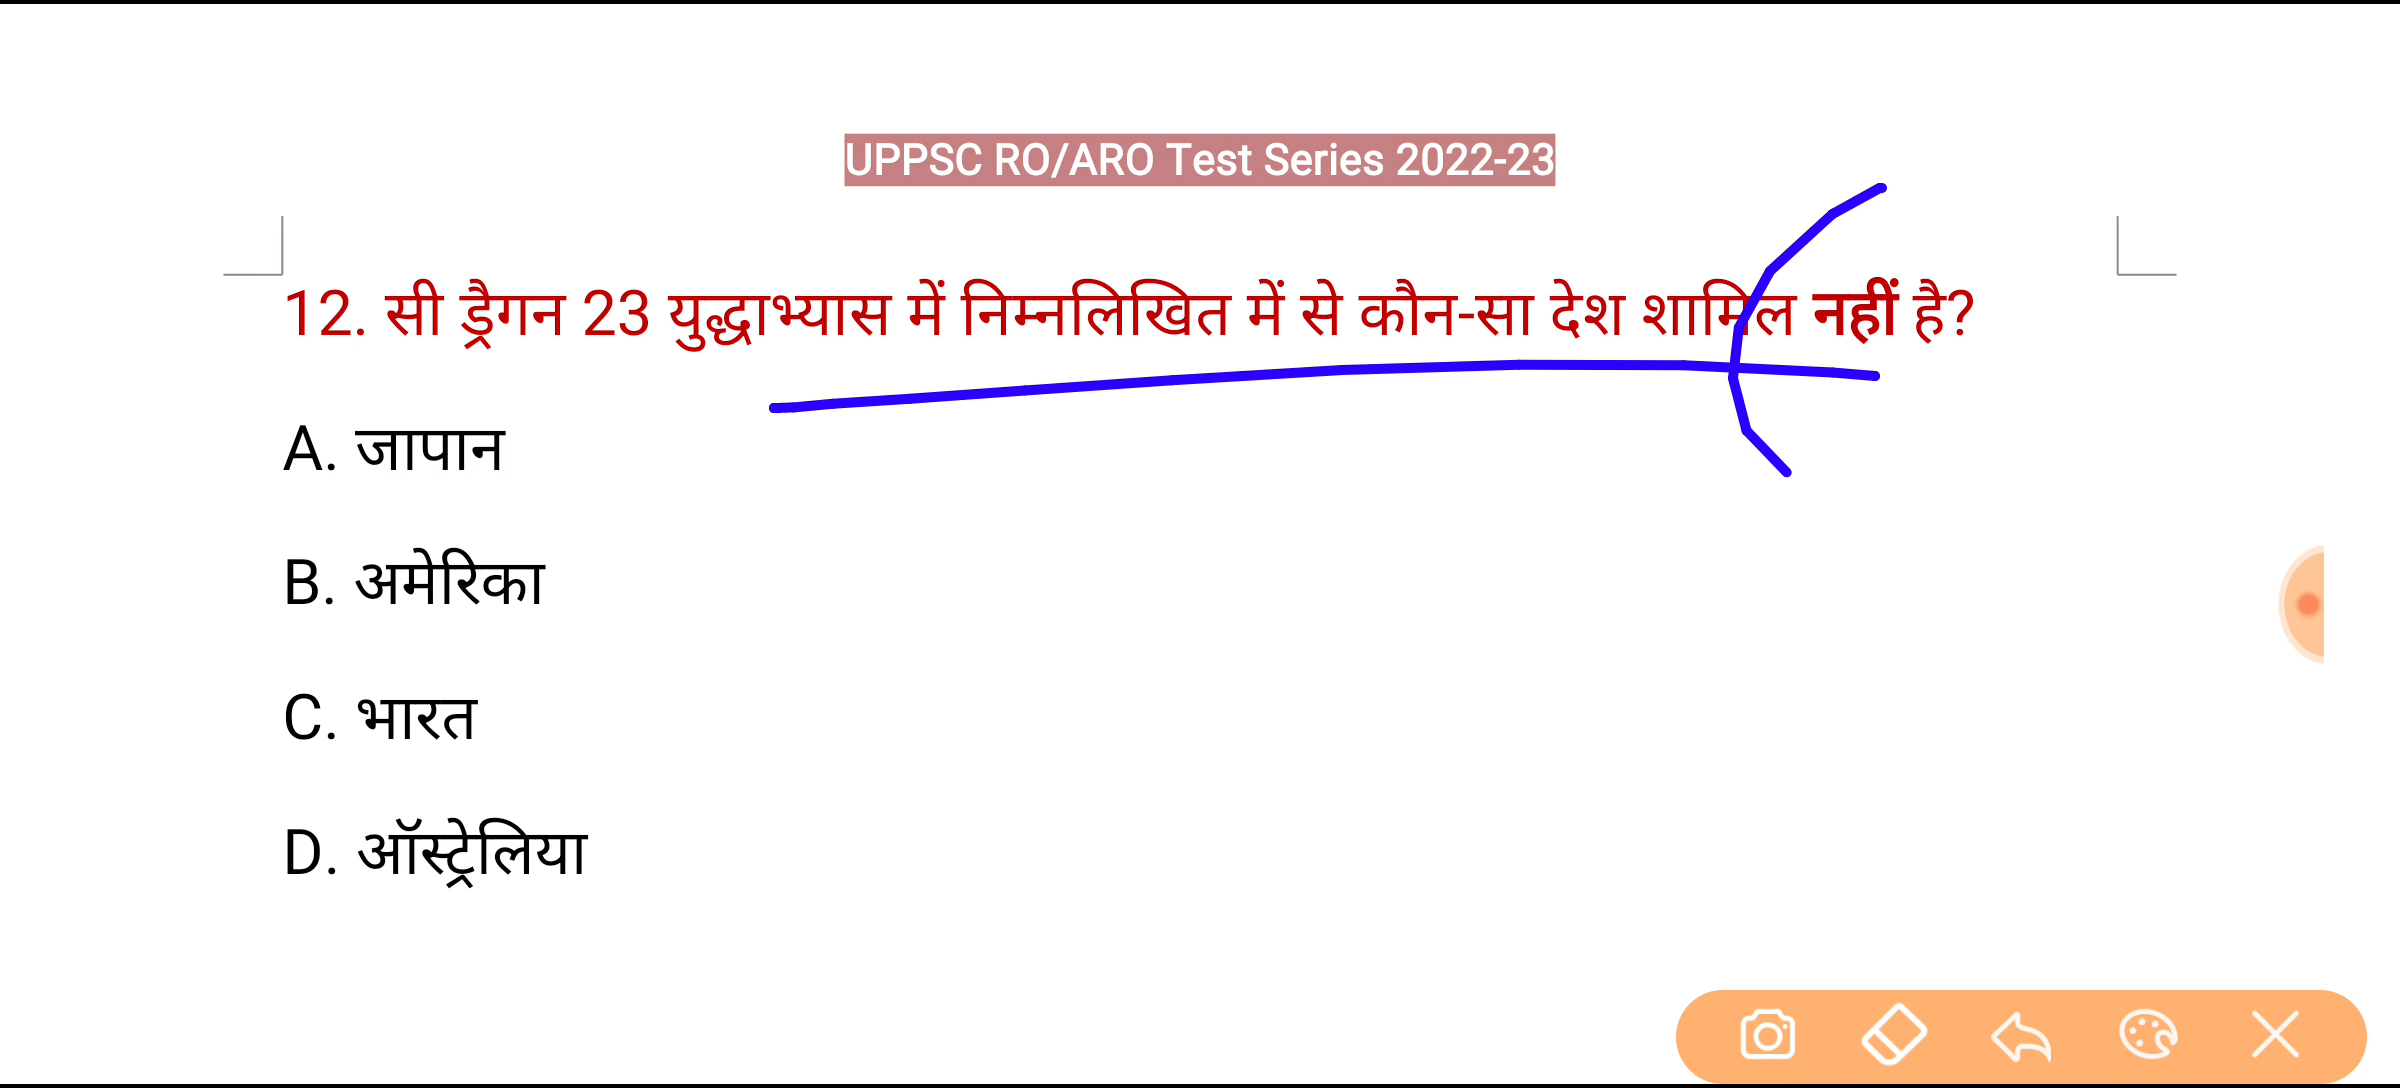 UPPSC RO/ARO Test Series 2022-23
12. सी ड्रैगन 23 युद्धाभ्यास में निम्नलिखित में से कौन-सा देश शामिल नहीं है?
A. जापान
B. अमेरिका
C. भारत
D. ऑस्ट्रेलिया